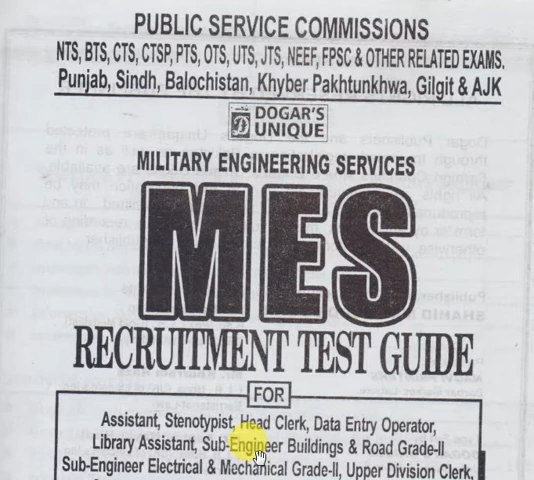 PUBLIC SERVICE COMMISSIONS
NTS, BTS, CTS, CTSP, PTS, OTS, UTS, JTS, NEEF, FPSC & OTHER RELATED EXAMS.
Punjab, Sindh, Balochistan, Khyber Pakhtunkhwa, Gilgit & AJK
DOGAR'S
UNIQUE
MILITARY ENGINEERING SERVICES
MES
RECRUITMENT TEST GUIDE
FOR
Assistant, Stenotypist, Head Clerk, Data Entry Operator,
Library Assistant, Sub-Engineer Buildings & Road Grade-II
Sub-Engineer Electrical & Mechanical Grade-II, Upper Division Clerk,